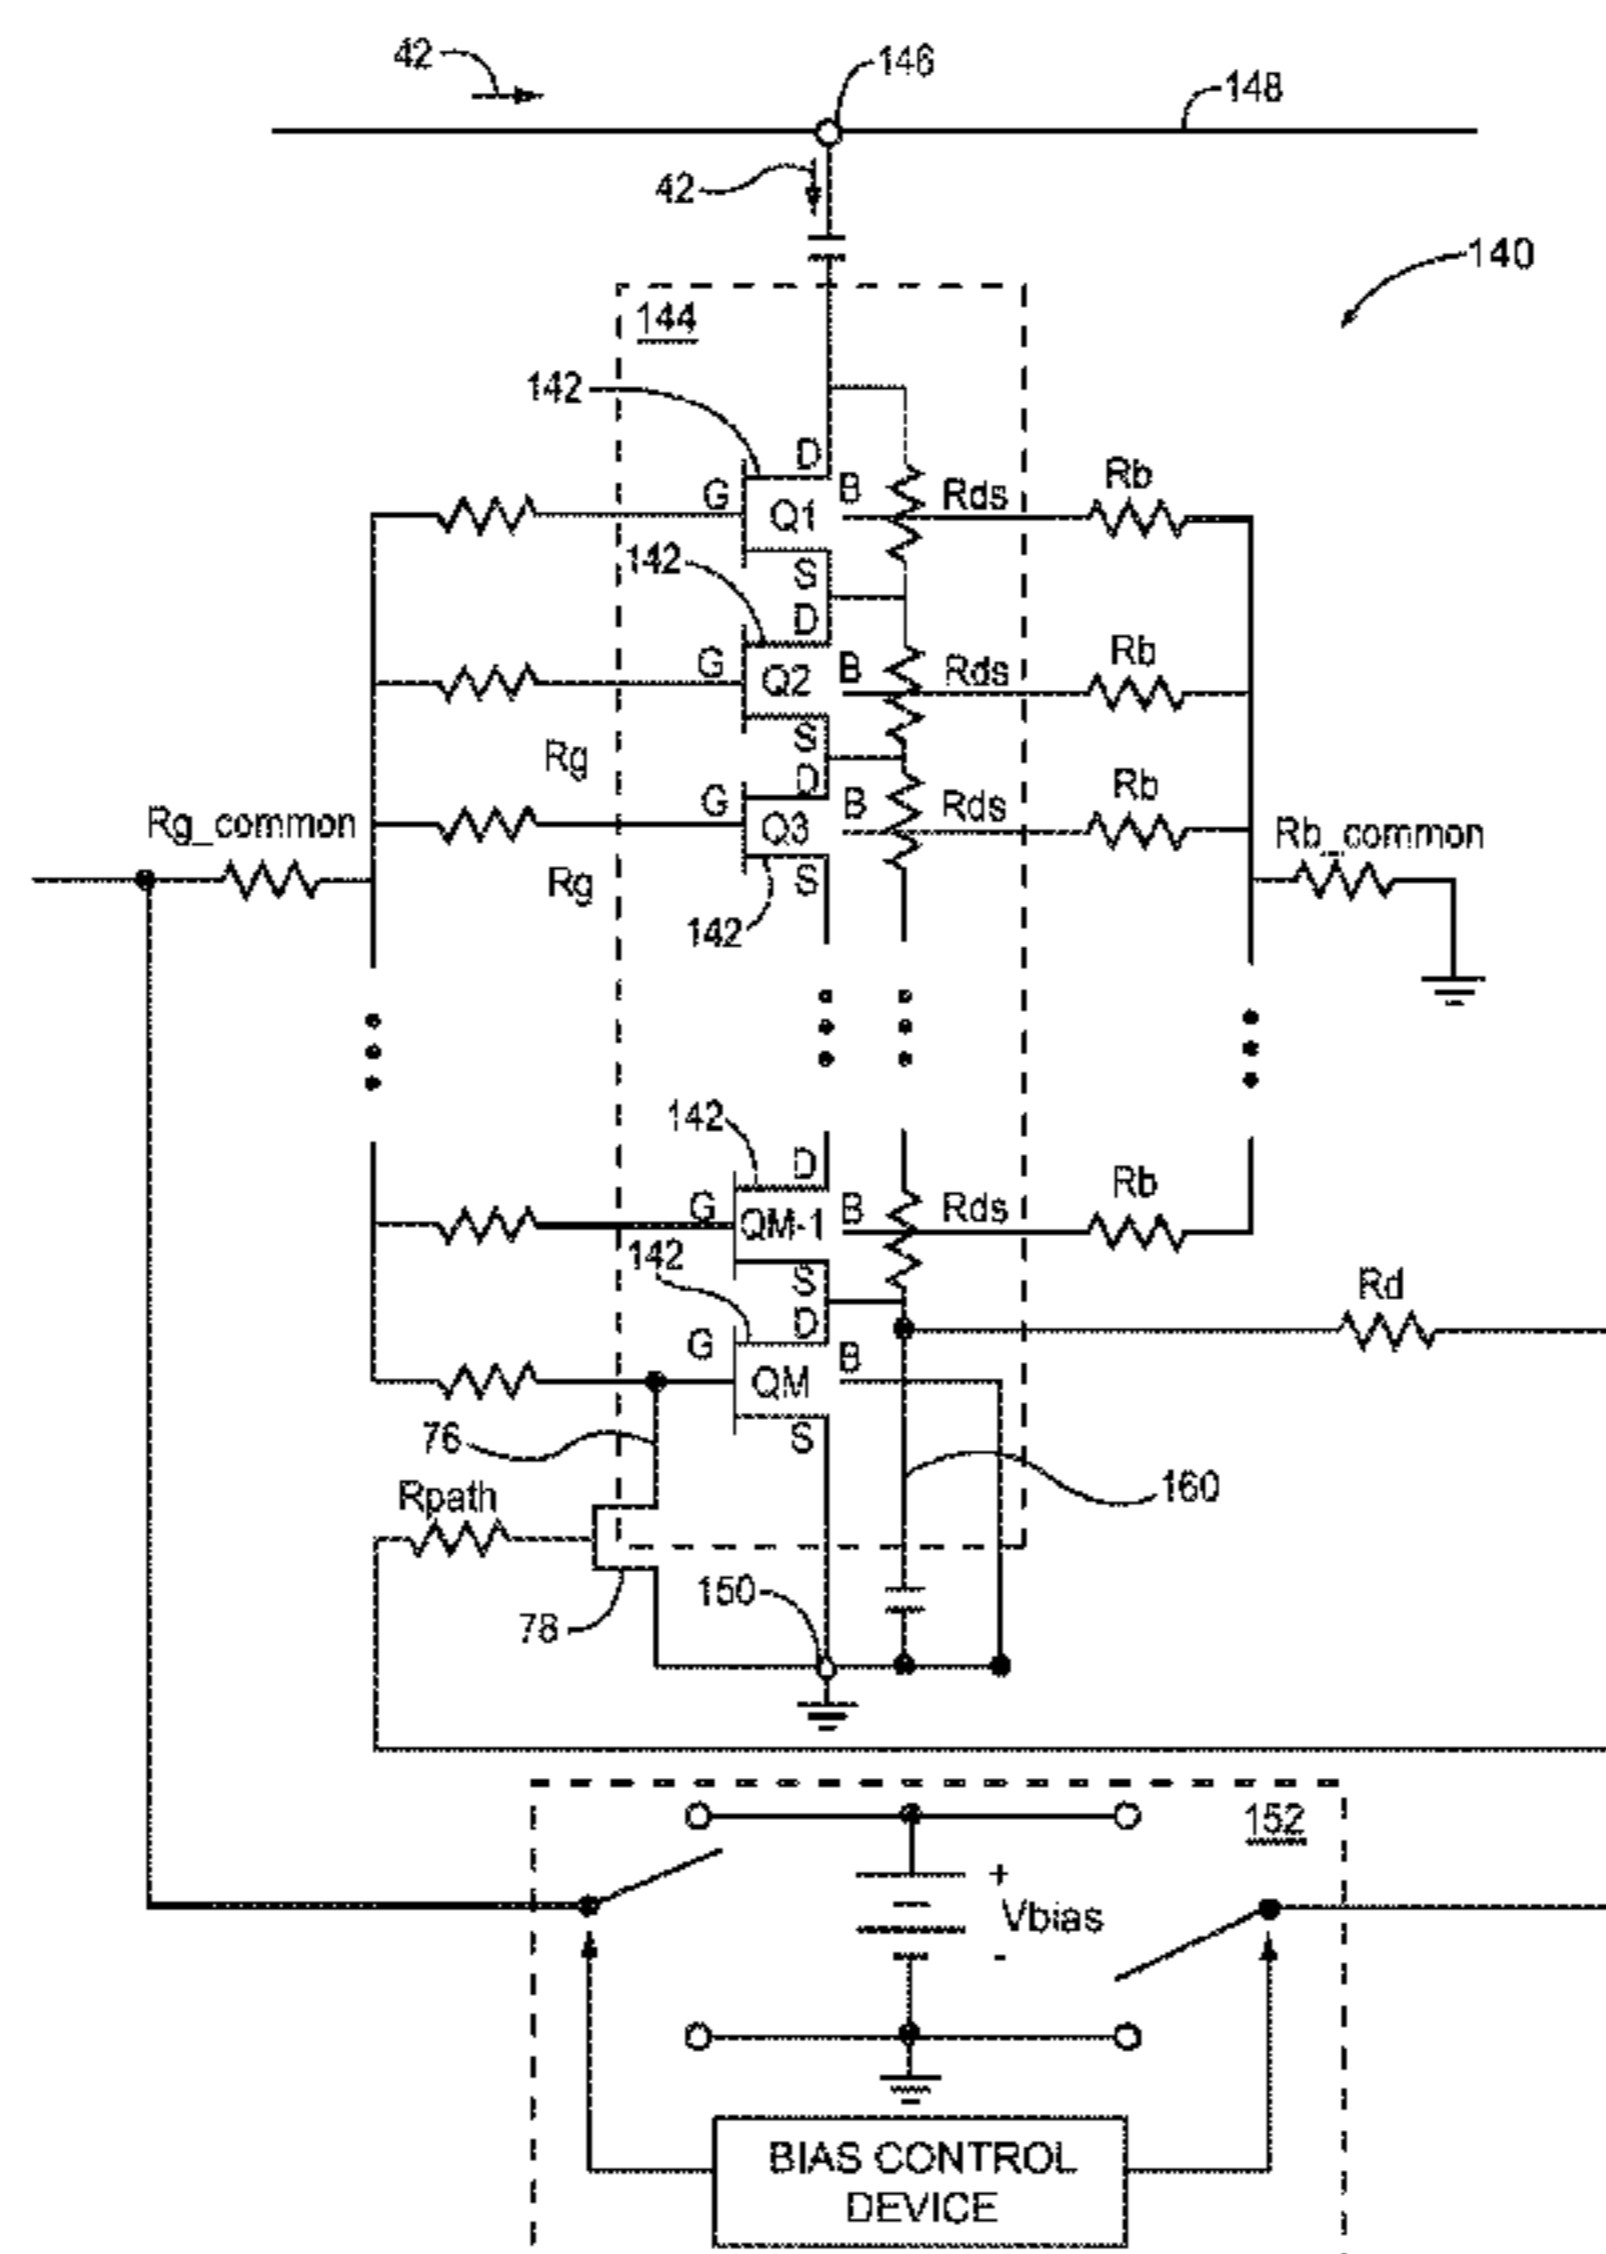 42
146
148
42
140
144
142
D
G
Q1
B
Rds
Rb
142
S
D
G
Q2
B
Rds
Rb
S
Rg
D
G
Q3
B
Rds
Rb
Rg_common
Rb_common
Rg
S
142
142
D
G
QM-1
B
Rds
Rb
142
S
D
Rd
G
QM
B
S
76
160
Rpath
150
78
152
+
Vbias
-
BIAS CONTROL
DEVICE